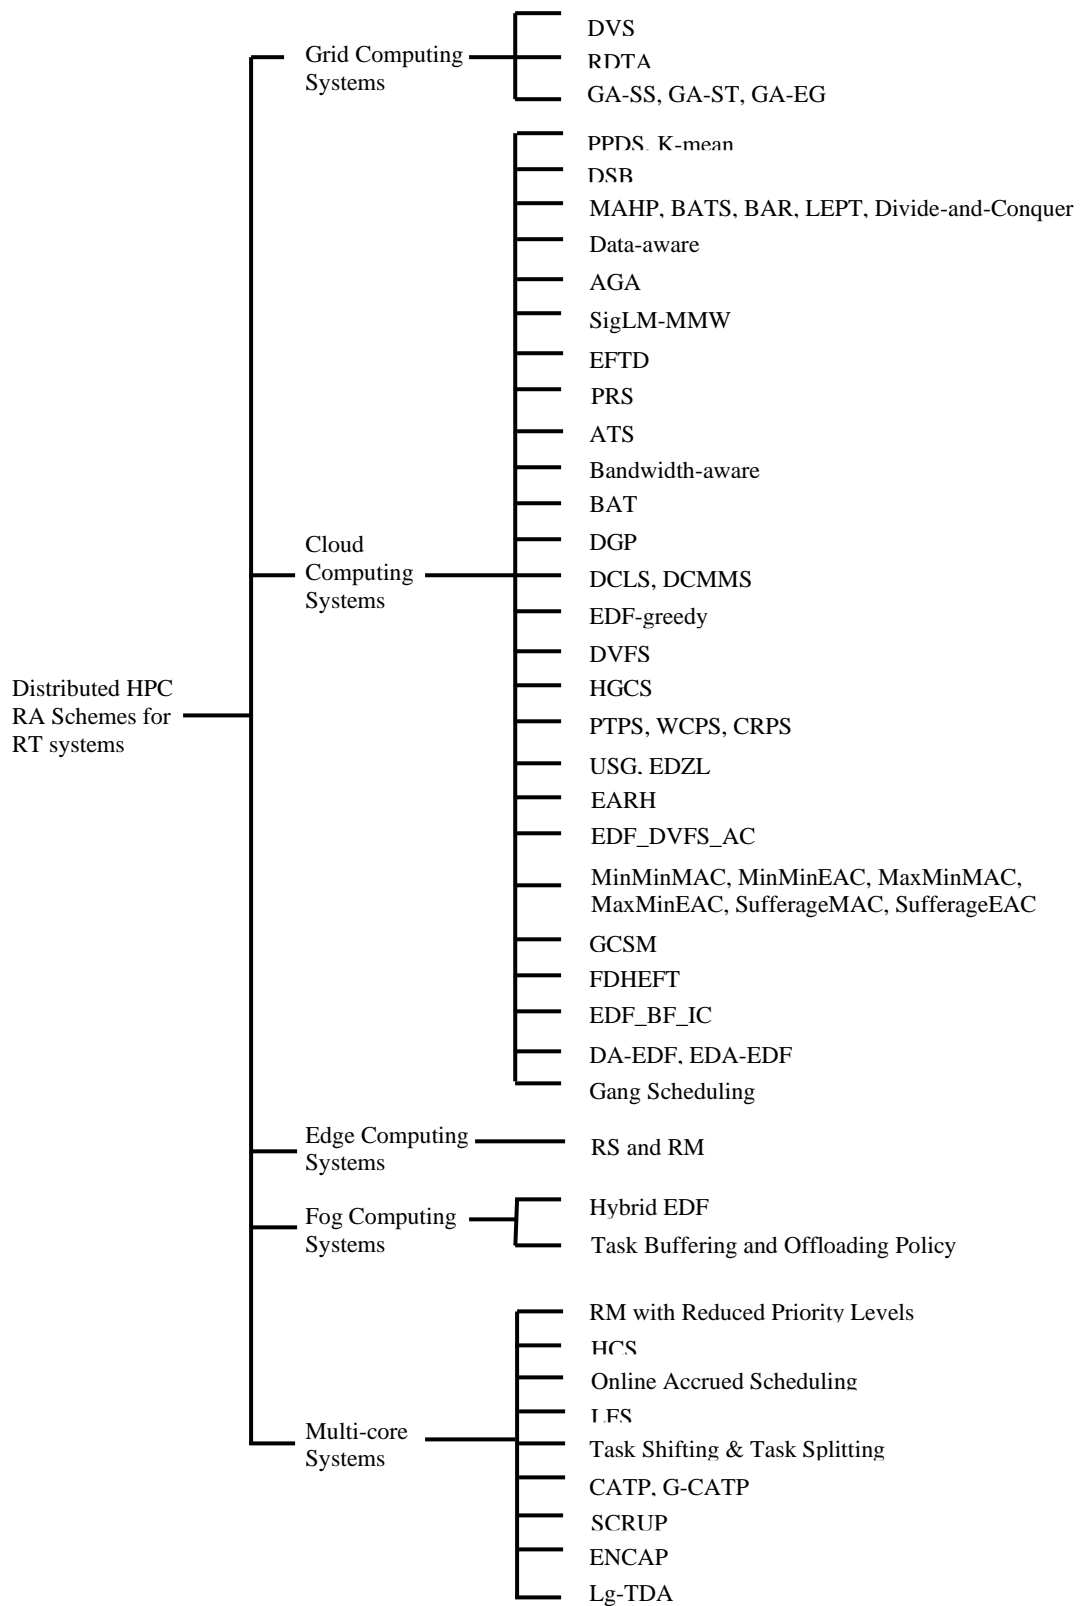 Distributed HPC
RA Schemes for
RT systems
Grid Computing
Systems
DVS
RDTA
GA-SS, GA-ST, GA-EG
Cloud
Computing
Systems
PPDS, K-mean
DSB
MAHP, BATS, BAR, LEPT, Divide-and-Conquer
Data-aware
AGA
SigLM-MMW
EFTD
PRS
ATS
Bandwidth-aware
BAT
DGP
DCLS, DCMMS
EDF-greedy
DVFS
HGCS
PTPS, WCPS, CRPS
USG, EDZL
EARH
EDF_DVFS_AC
MinMinMAC, MinMinEAC, MaxMinMAC,
MaxMinEAC, SufferageMAC, SufferageEAC
GCSM
FDHEFT
EDF_BF_IC
DA-EDF, EDA-EDF
Gang Scheduling
Edge Computing
Systems
RS and RM
Fog Computing
Systems
Hybrid EDF
Task Buffering and Offloading Policy
Multi-core
Systems
RM with Reduced Priority Levels
HCS
Online Accrued Scheduling
LFS
Task Shifting & Task Splitting
CATP, G-CATP
SCRUP
ENCAP
Lg-TDA